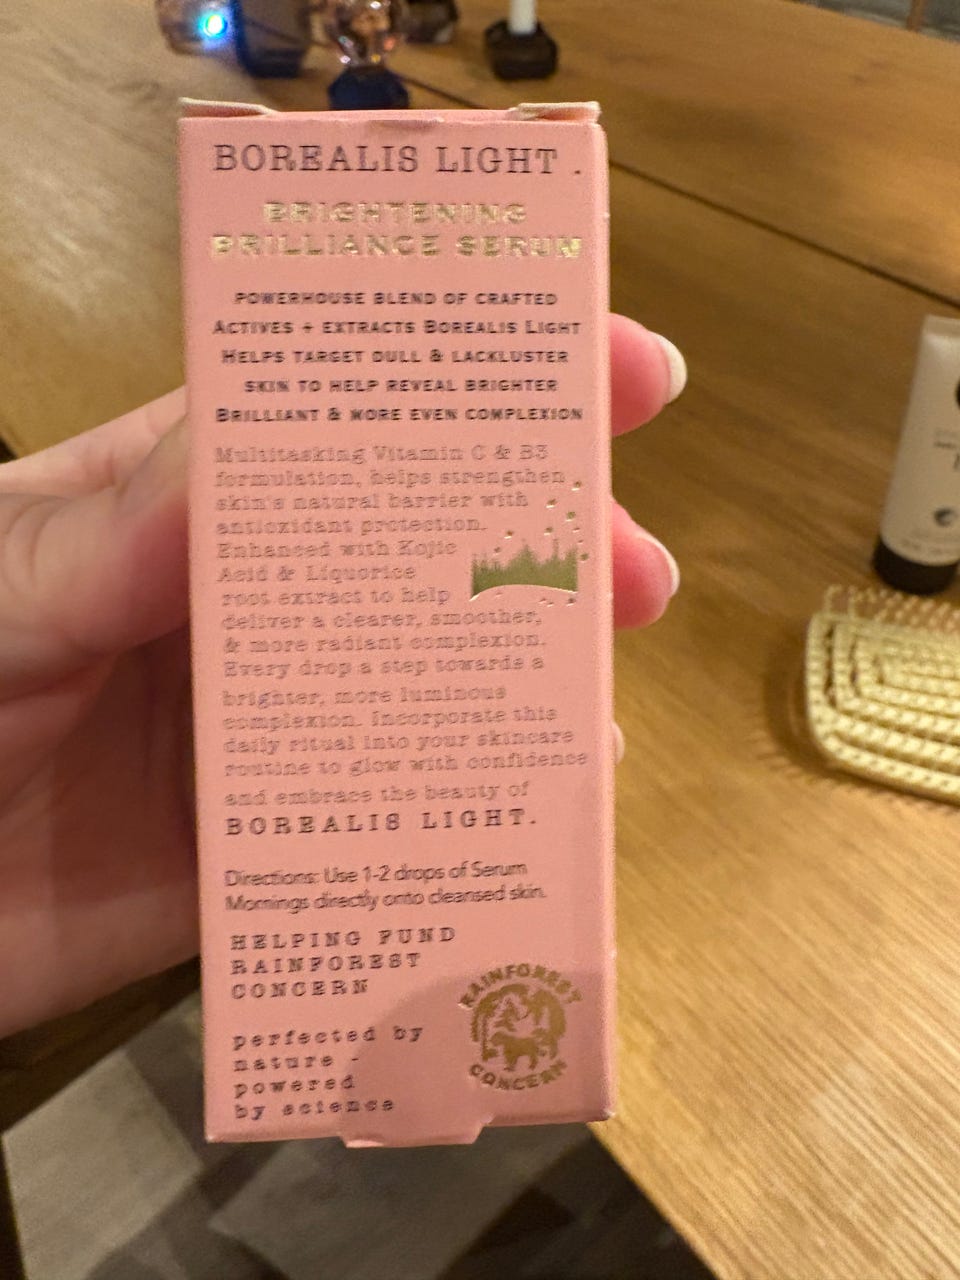 BOREALIS LIGHT .
BRIGHTENING
BRILLIANCE SERUM
POWERHOUSE BLEND OF CRAFTED
ACTIVES + EXTRACTS BOREALIS LIGHT
HELPS TARGET DULL & LACKLUSTER
SKIN TO HELP REVEAL BRIGHTER
BRILLIANT & MORE EVEN COMPLEXION
Multitasking Vitamin C & B3
formulation, helps strengthen
skin's natural barrier with
antioxidant protection.
Enhanced with Kojic
Acid & Liquorice
root extract to help
deliver a clearer, smoother,
& more radiant complexion.
Every drop a step towards a
brighter, more luminous
complexion. Incorporate this
daily ritual into your skincare
routine to glow with confidence
and embrace the beauty of
BOREALIS LIGHT.
Directions: Use 1-2 drops of Serum
Mornings directly onto cleansed skin.
HELPING FUND
RAINFOREST
CONCERN
RAINFOREST
CONCERN
perfected by
nature -
powered
by science